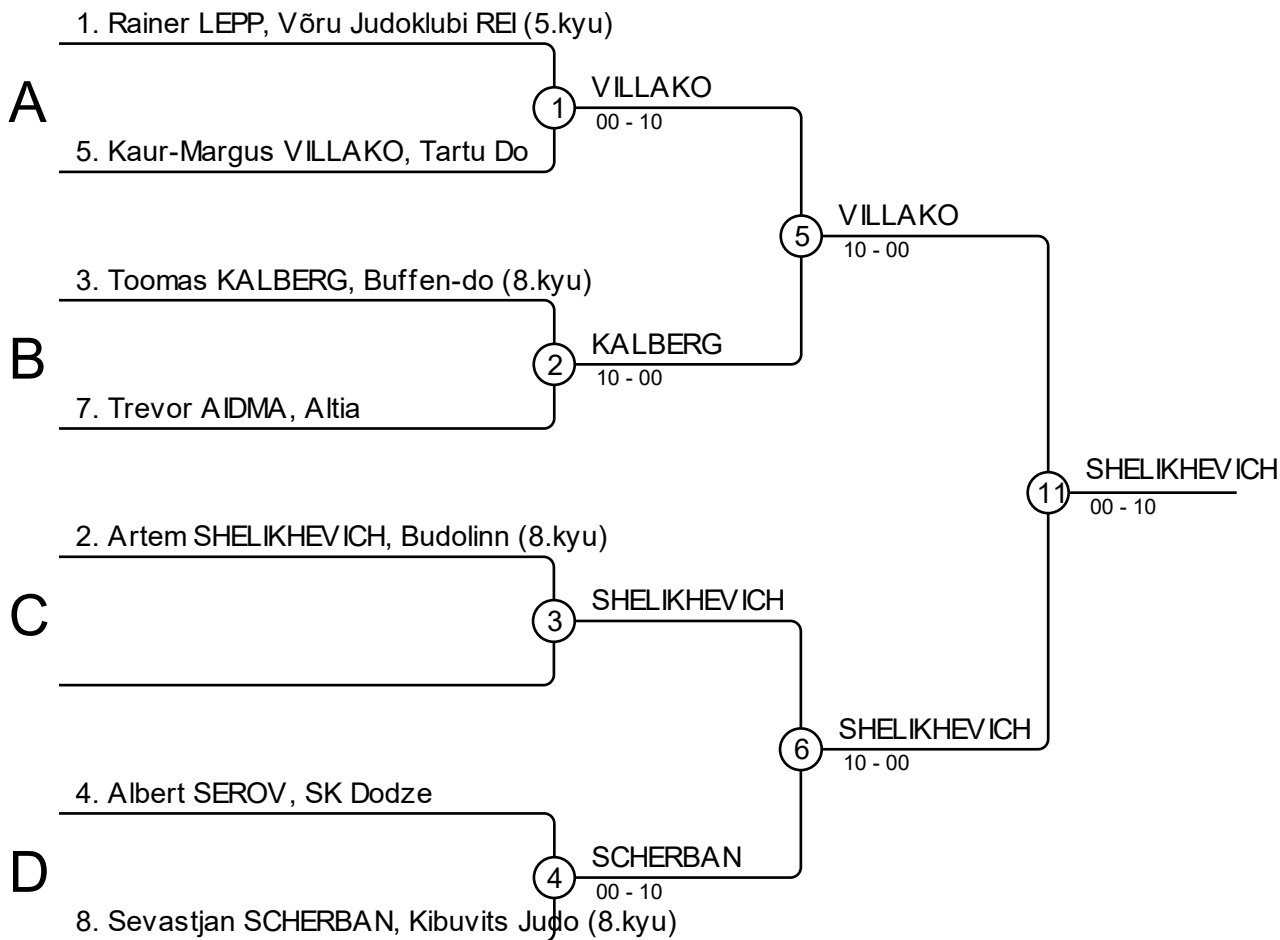 1. Rainer LEPP, Võru Judoklubi REI (5.kyu)
A
1
VILLAKO
00 - 10
5. Kaur-Margus VILLAKO, Tartu Do
5
VILLAKO
10 - 00
3. Toomas KALBERG, Buffen-do (8.kyu)
B
2
KALBERG
10 - 00
7. Trevor AIDMA, Altia
11
SHELIKHEVICH
00 - 10
2. Artem SHELIKHEVICH, Budolinn (8.kyu)
C
3
SHELIKHEVICH
6
SHELIKHEVICH
10 - 00
4. Albert SEROV, SK Dodze
D
4
SCHERBAN
00 - 10
8. Sevastjan SCHERBAN, Kibuvits Judo (8.kyu)